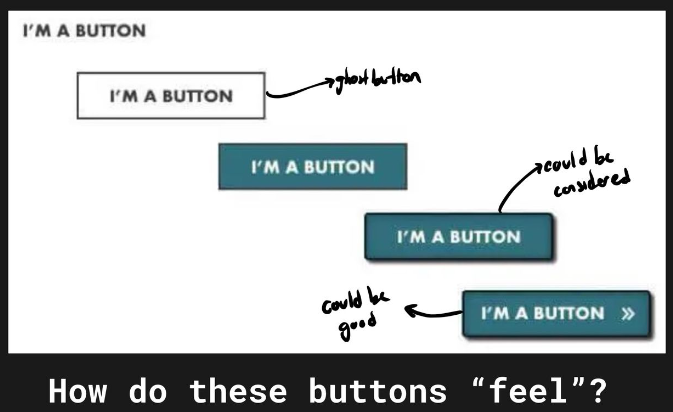 I'M A BUTTON
I'M A BUTTON
ghost button
I'M A BUTTON
could be
considered
I'M A BUTTON
could be
good
I'M A BUTTON »
How do these buttons “feel”?